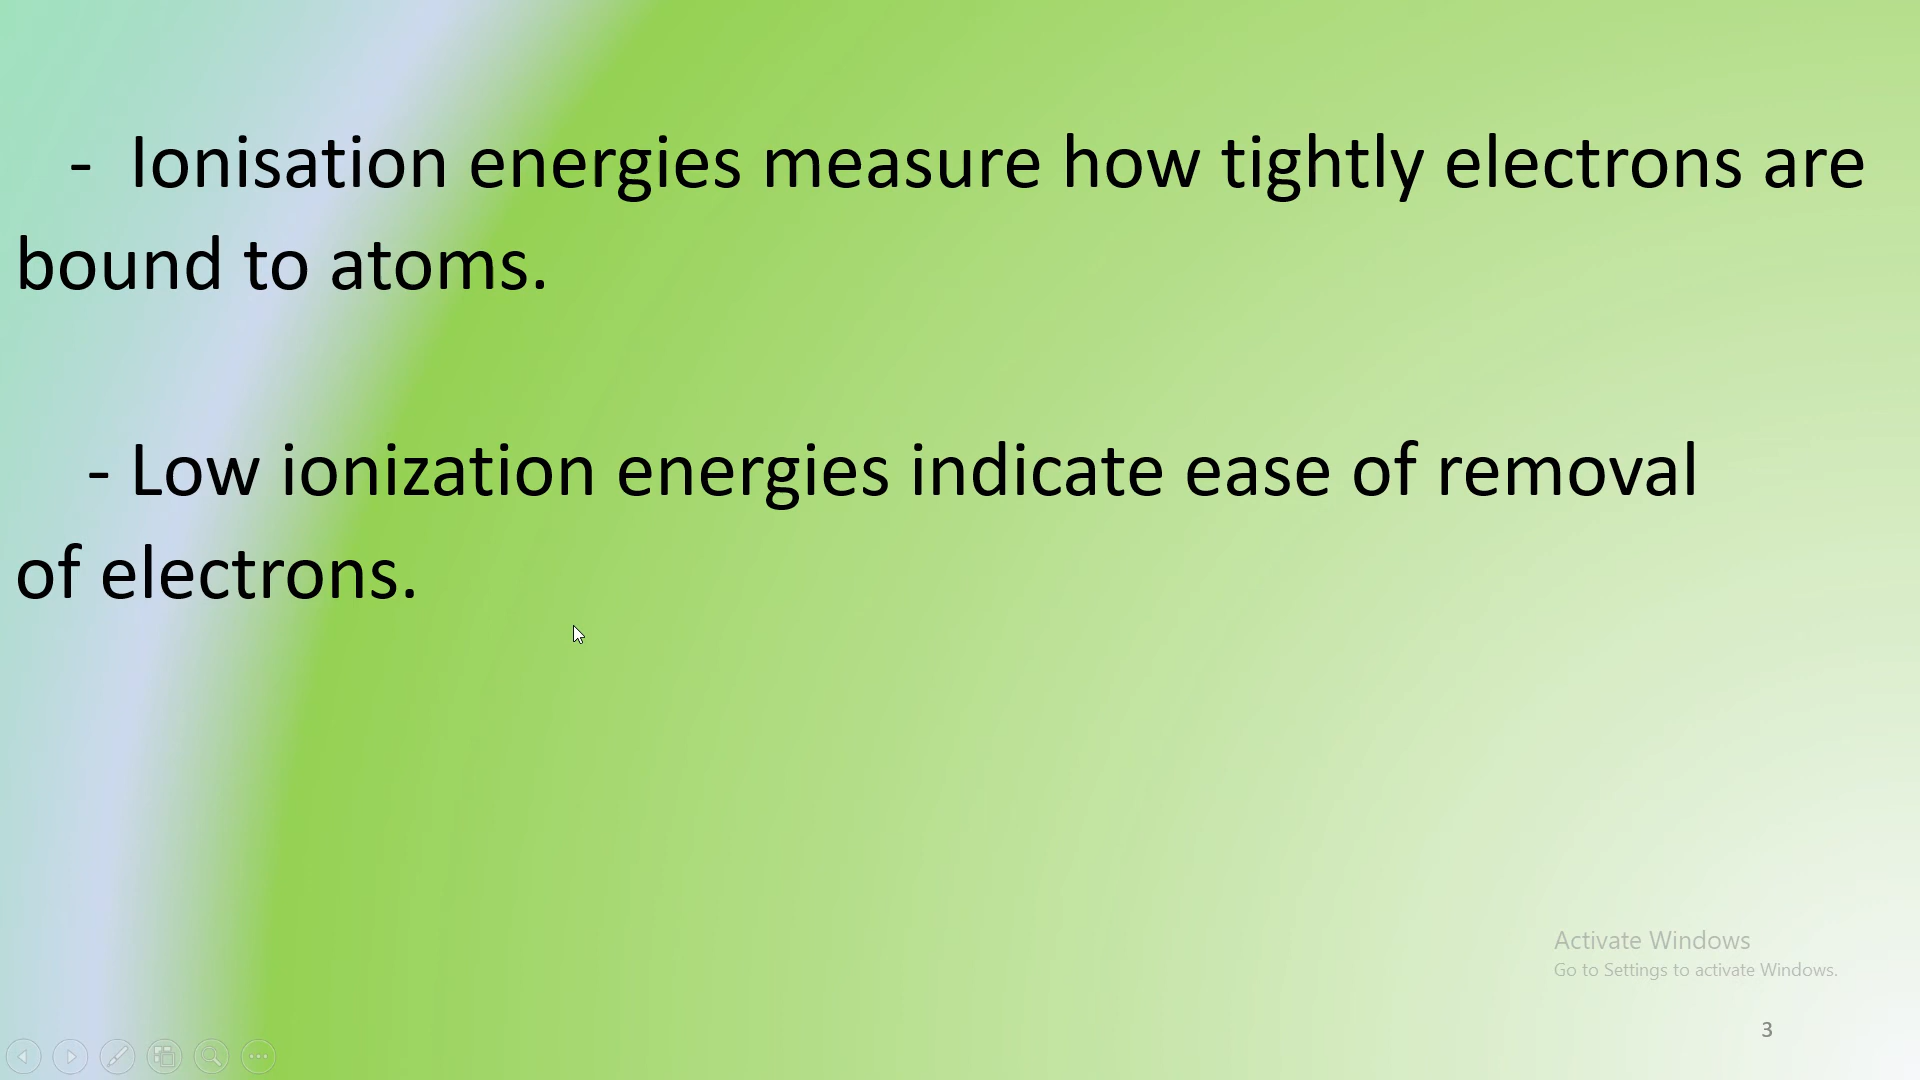 - Ionisation energies measure how tightly electrons are
bound to atoms.
- Low ionization energies indicate ease of removal
of electrons.
Activate Windows
Go to Settings to activate Windows.
3